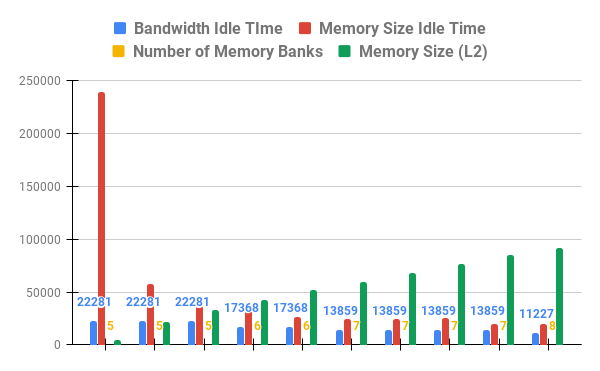 Bandwidth Idle TIme Memory Size Idle Time
Number of Memory Banks Memory Size (L2)
250000
200000
150000
100000
50000
0
22281 22281 22281 17368 17368 13859 13859 13859 13859 11227
5 5 5 6 6 7 7 7 7 8